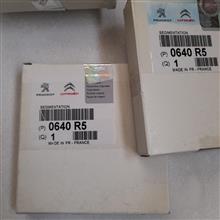 PEUGEOT CITROËN
SEGMENTATION
(P) 0640 R5
(Q) 1
MADE IN FR - FRANCE
PEUGEOT CITROËN
SEGMENTATION
(P) 0640 R5
(Q) 1
MADE IN FR - FRANCE